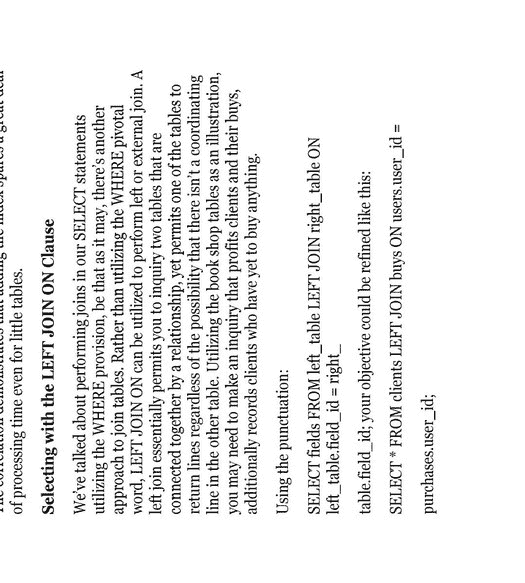 of processing time even for little tables.
Selecting with the LEFT JOIN ON Clause
We've talked about performing joins in our SELECT statements
utilizing the WHERE provision, be that as it may, there's another
approach to join tables. Rather than utilizing the WHERE pivotal
word, LEFT JOIN ON can be utilized to perform left or external join. A
left join essentially permits you to inquiry two tables that are
connected together by a relationship, yet permits one of the tables to
return lines regardless of the possibility that there isn't a coordinating
line in the other table. Utilizing the book shop tables as an illustration,
you may need to make an inquiry that profits clients and their buys,
additionally records clients who have yet to buy anything.
Using the punctuation:
SELECT fields FROM left_table LEFT JOIN right_table ON
left_table.field_id = right_
table.field_id; your objective could be refined like this:
SELECT * FROM clients LEFT JOIN buys ON users.user_id =
purchases.user_id;